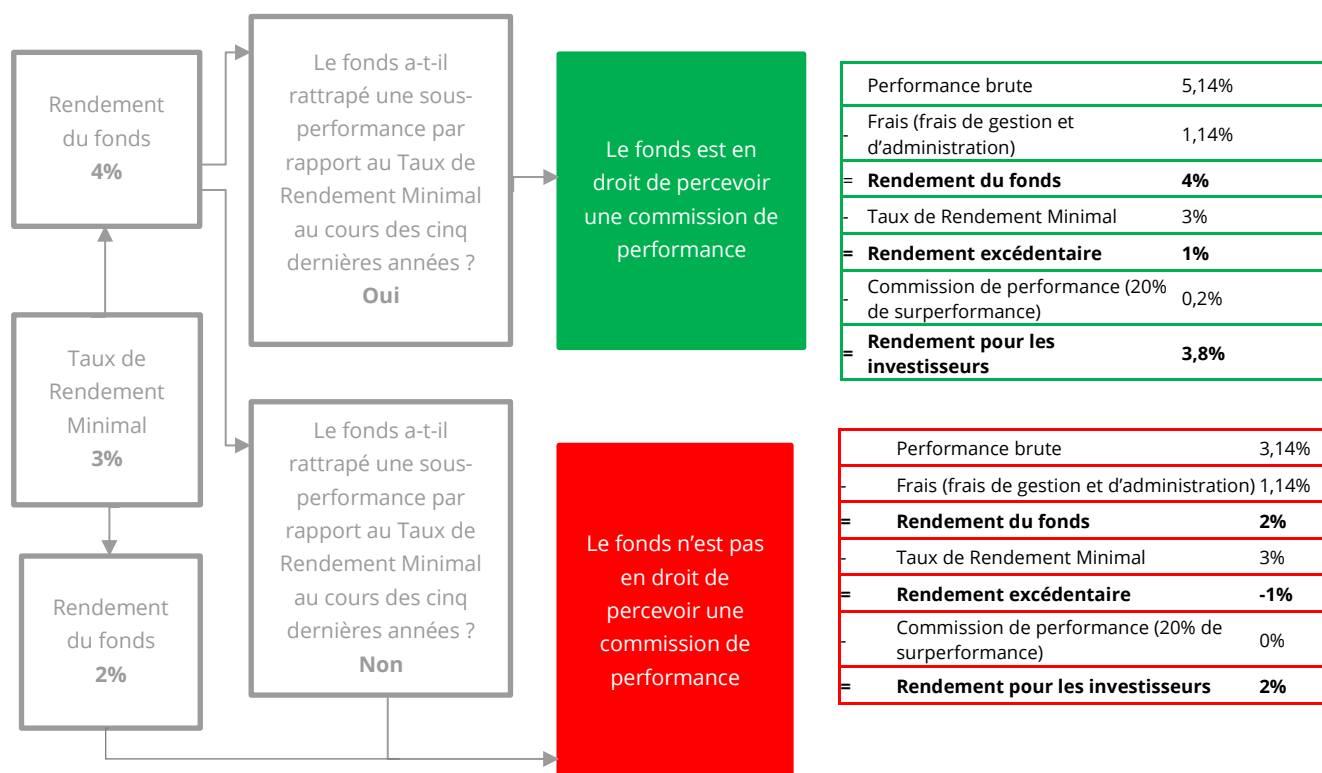 Rendement
du fonds
4%
Taux de
Rendement
Minimal
3%
Rendement
du fonds
2%
Le fonds a-t-il
rattrapé une sous-
performance par
rapport au Taux de
Rendement Minimal
au cours des cinq
dernières années ?
Oui
Le fonds a-t-il
rattrapé une sous-
performance par
rapport au Taux de
Rendement Minimal
au cours des cinq
dernières années ?
Non
Le fonds est en
droit de percevoir
une commission de
performance
Le fonds n’est pas
en droit de
percevoir une
commission de
performance
Performance brute 5,14%
- Frais (frais de gestion et
d’administration) 1,14%
= Rendement du fonds 4%
- Taux de Rendement Minimal 3%
= Rendement excédentaire 1%
- Commission de performance (20%
de surperformance) 0,2%
= Rendement pour les
investisseurs 3,8%
Performance brute 3,14%
- Frais (frais de gestion et d’administration) 1,14%
= Rendement du fonds 2%
- Taux de Rendement Minimal 3%
= Rendement excédentaire -1%
- Commission de performance (20% de
surperformance) 0%
= Rendement pour les investisseurs 2%